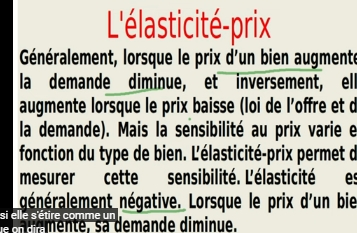 L'élasticité-prix
Généralement, lorsque le prix d'un bien augmente
la demande diminue, et inversement, ell
augmente lorsque le prix baisse (loi de l'offre et d
la demande). Mais la sensibilité au prix varie e
fonction du type de bien. L'élasticité-prix permet d
mesurer cette sensibilité. L'élasticité es
généralement négative. Lorsque le prix d'un bie
sa demande diminue.
si elle s'étire comme un
ue on dira